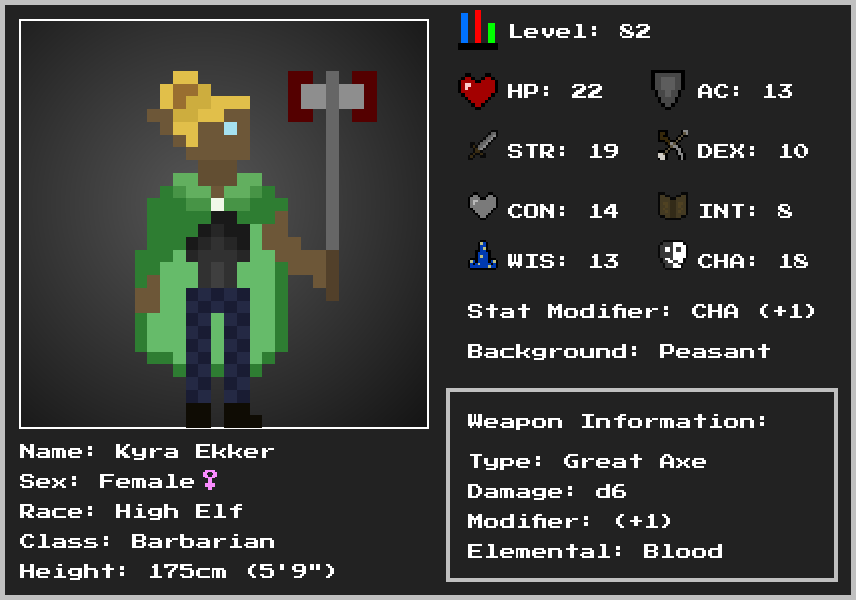 Level: 82
HP: 22 AC: 13
STR: 19 DEX: 10
CON: 14 INT: 8
WIS: 13 CHA: 18
Stat Modifier: CHA (+1)
Background: Peasant
Weapon Information:
Type: Great Axe
Damage: d6
Modifier: (+1)
Elemental: Blood
Name: Kyra Ekker
Sex: Female♀
Race: High Elf
Class: Barbarian
Height: 175cm (5'9")